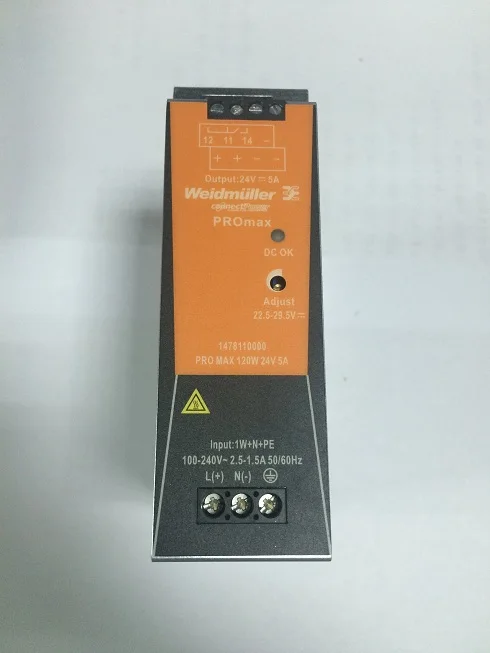 12 11 14 -
+ + - -
Output:24V ⎓ 5A
Weidmüller
PROmax
DC OK
Adjust
22.5-29.5V ⎓
1478110000
PRO MAX 120W 24V 5A
Input:1W+N+PE
100-240V~ 2.5-1.5A 50/60Hz
L(+) N(-)